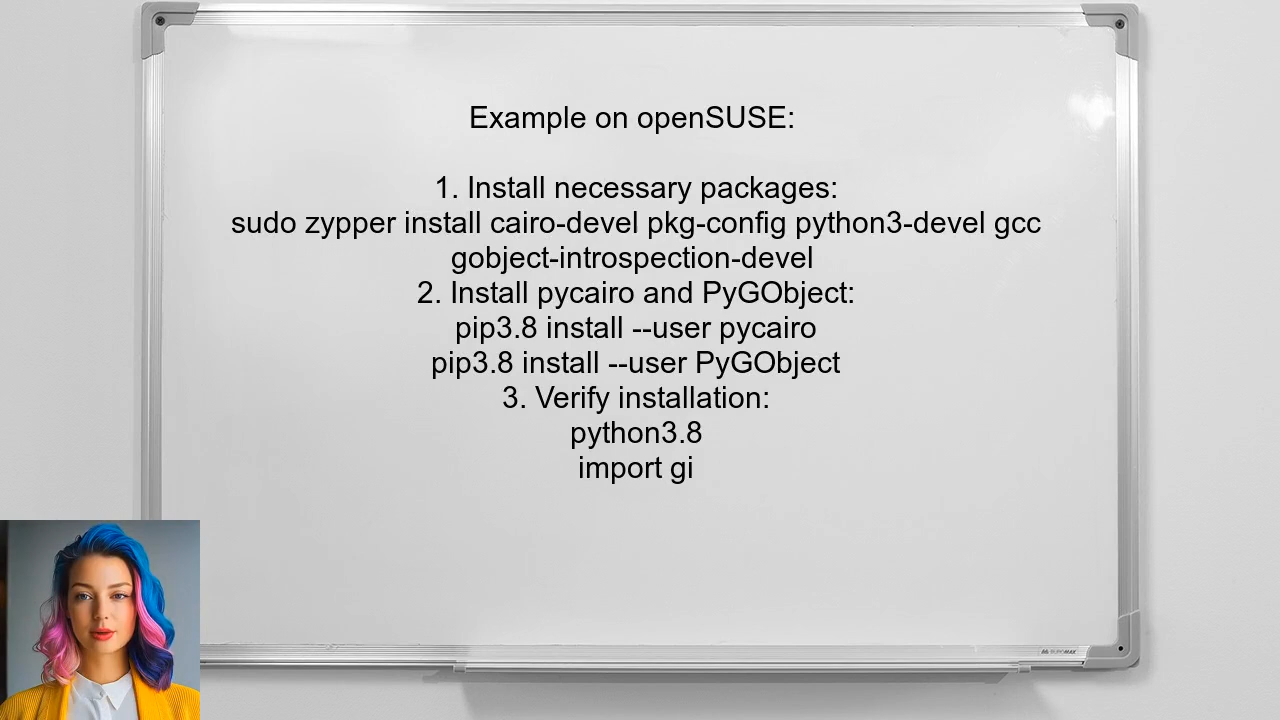 Example on openSUSE:
1. Install necessary packages:
sudo zypper install cairo-devel pkg-config python3-devel gcc
gobject-introspection-devel
2. Install pycairo and PyGObject:
pip3.8 install --user pycairo
pip3.8 install --user PyGObject
3. Verify installation:
python3.8
import gi